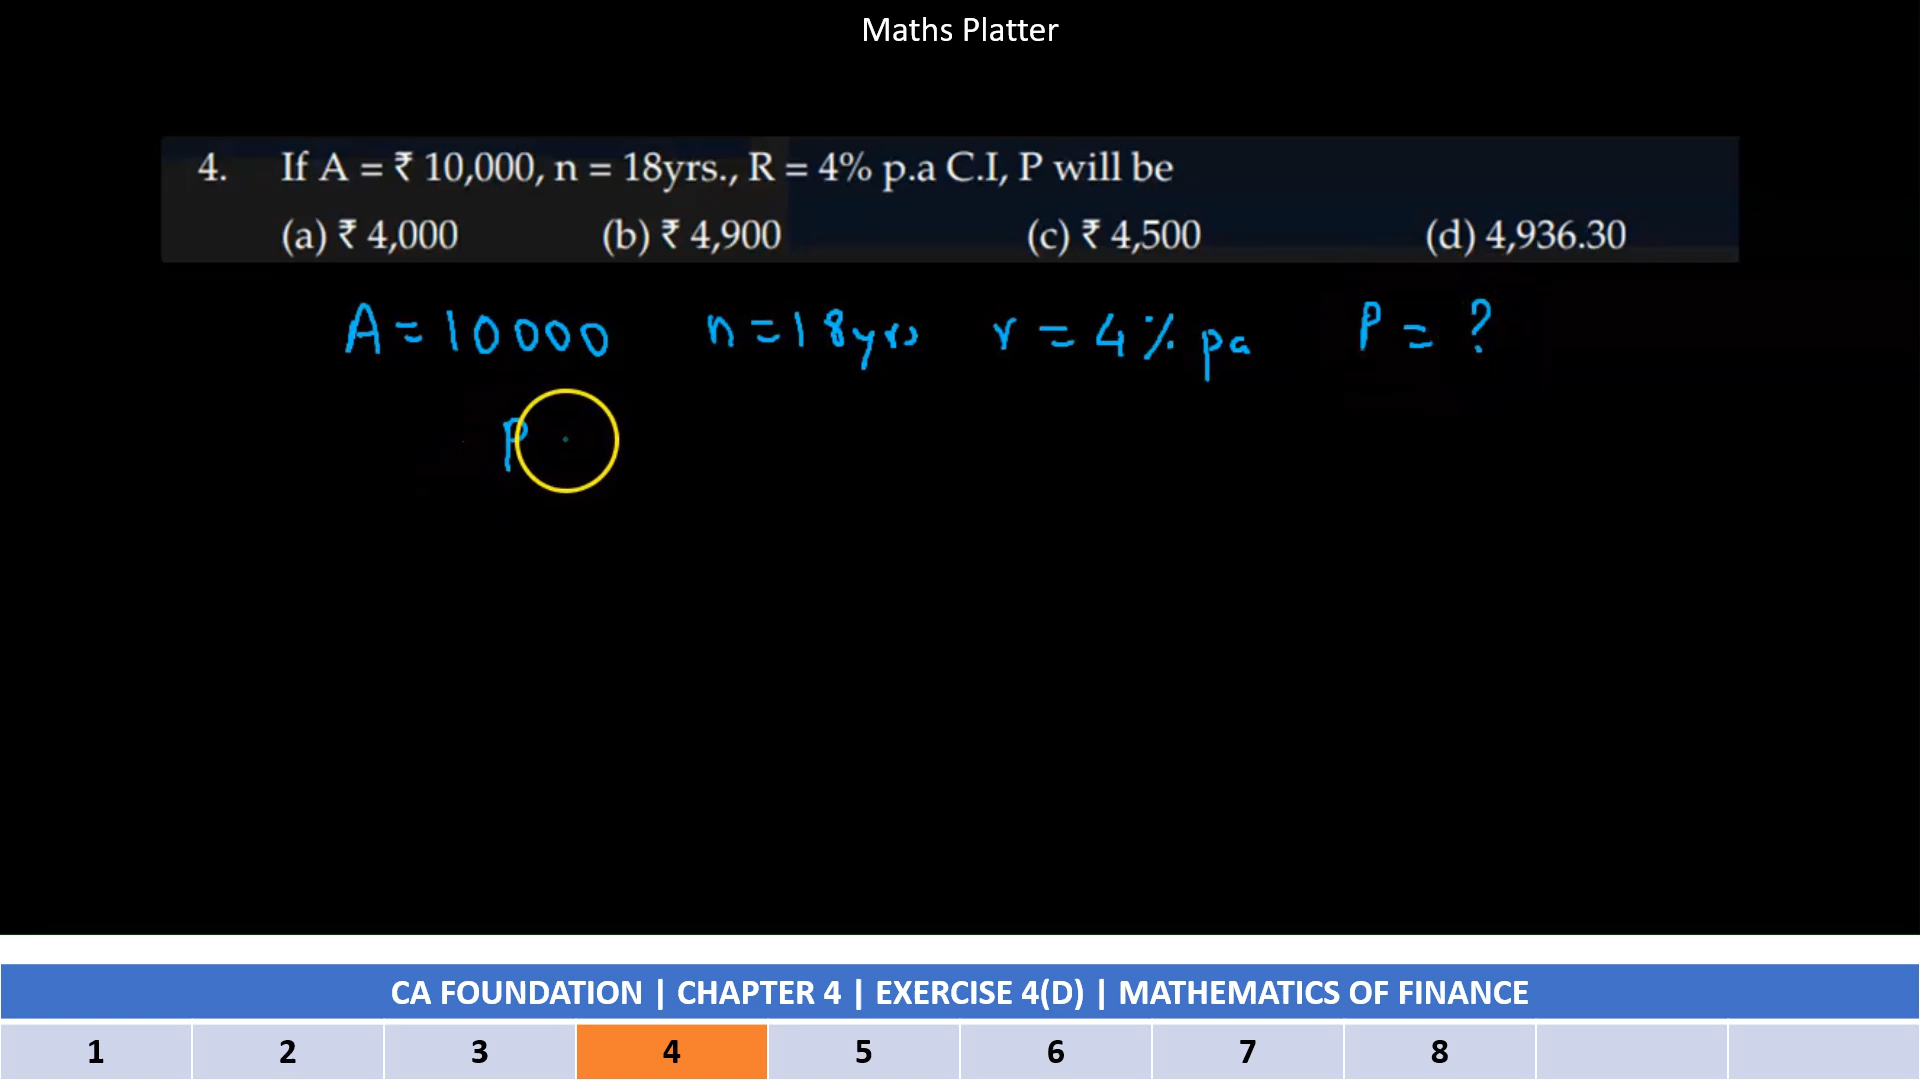 Maths Platter
4. If A = ₹ 10,000, n = 18yrs., R = 4% p.a C.I, P will be
(a) ₹ 4,000 (b) ₹ 4,900 (c) ₹ 4,500 (d) 4,936.30
A = 10000 n = 18yrs r = 4% pa P = ?
P
CA FOUNDATION | CHAPTER 4 | EXERCISE 4(D) | MATHEMATICS OF FINANCE
1 2 3 4 5 6 7 8